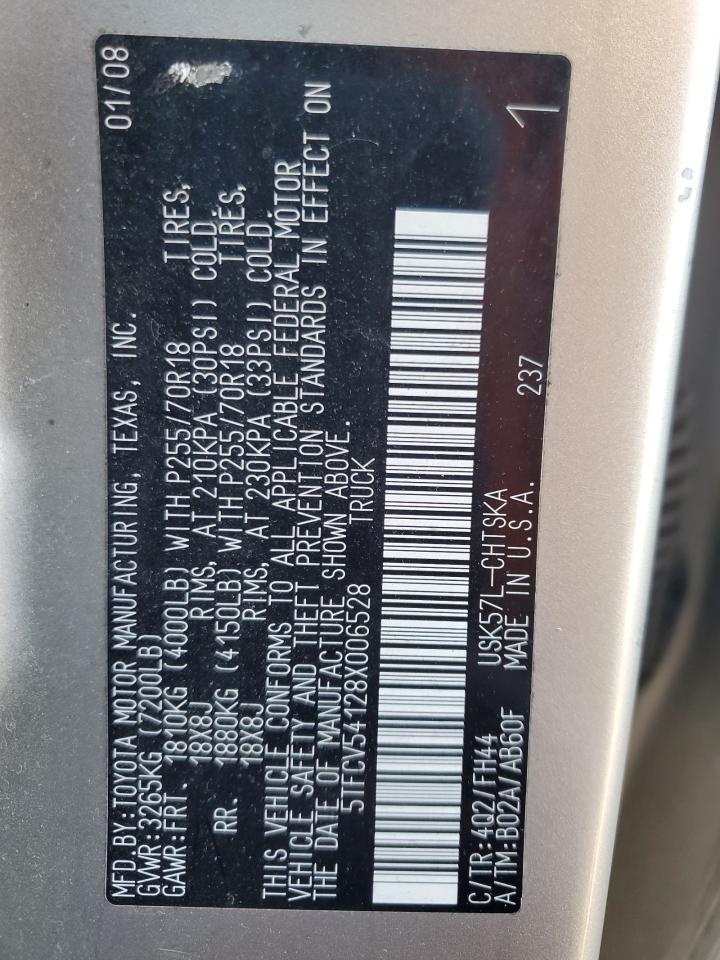 MFD.BY:TOYOTA MOTOR MANUFACTURING, TEXAS, INC. 01/08
GVWR:3265KG (7200LB)
GAWR:FRT. 1810KG (4000LB) WITH P255/70R18 TIRES,
18X8J RIMS, AT 210KPA (30PSI) COLD.
RR. 1880KG (4150LB) WITH P255/70R18 TIRES,
18X8J RIMS, AT 230KPA (33PSI) COLD.
THIS VEHICLE CONFORMS TO ALL APPLICABLE FEDERAL MOTOR
VEHICLE SAFETY AND THEFT PREVENTION STANDARDS IN EFFECT ON
THE DATE OF MANUFACTURE SHOWN ABOVE.
5TFCV54128X006528 TRUCK
C/TR:4Q2/FH44 USK57L-CHTSKA
A/TM:B02A/AB60F MADE IN U.S.A. 237 1